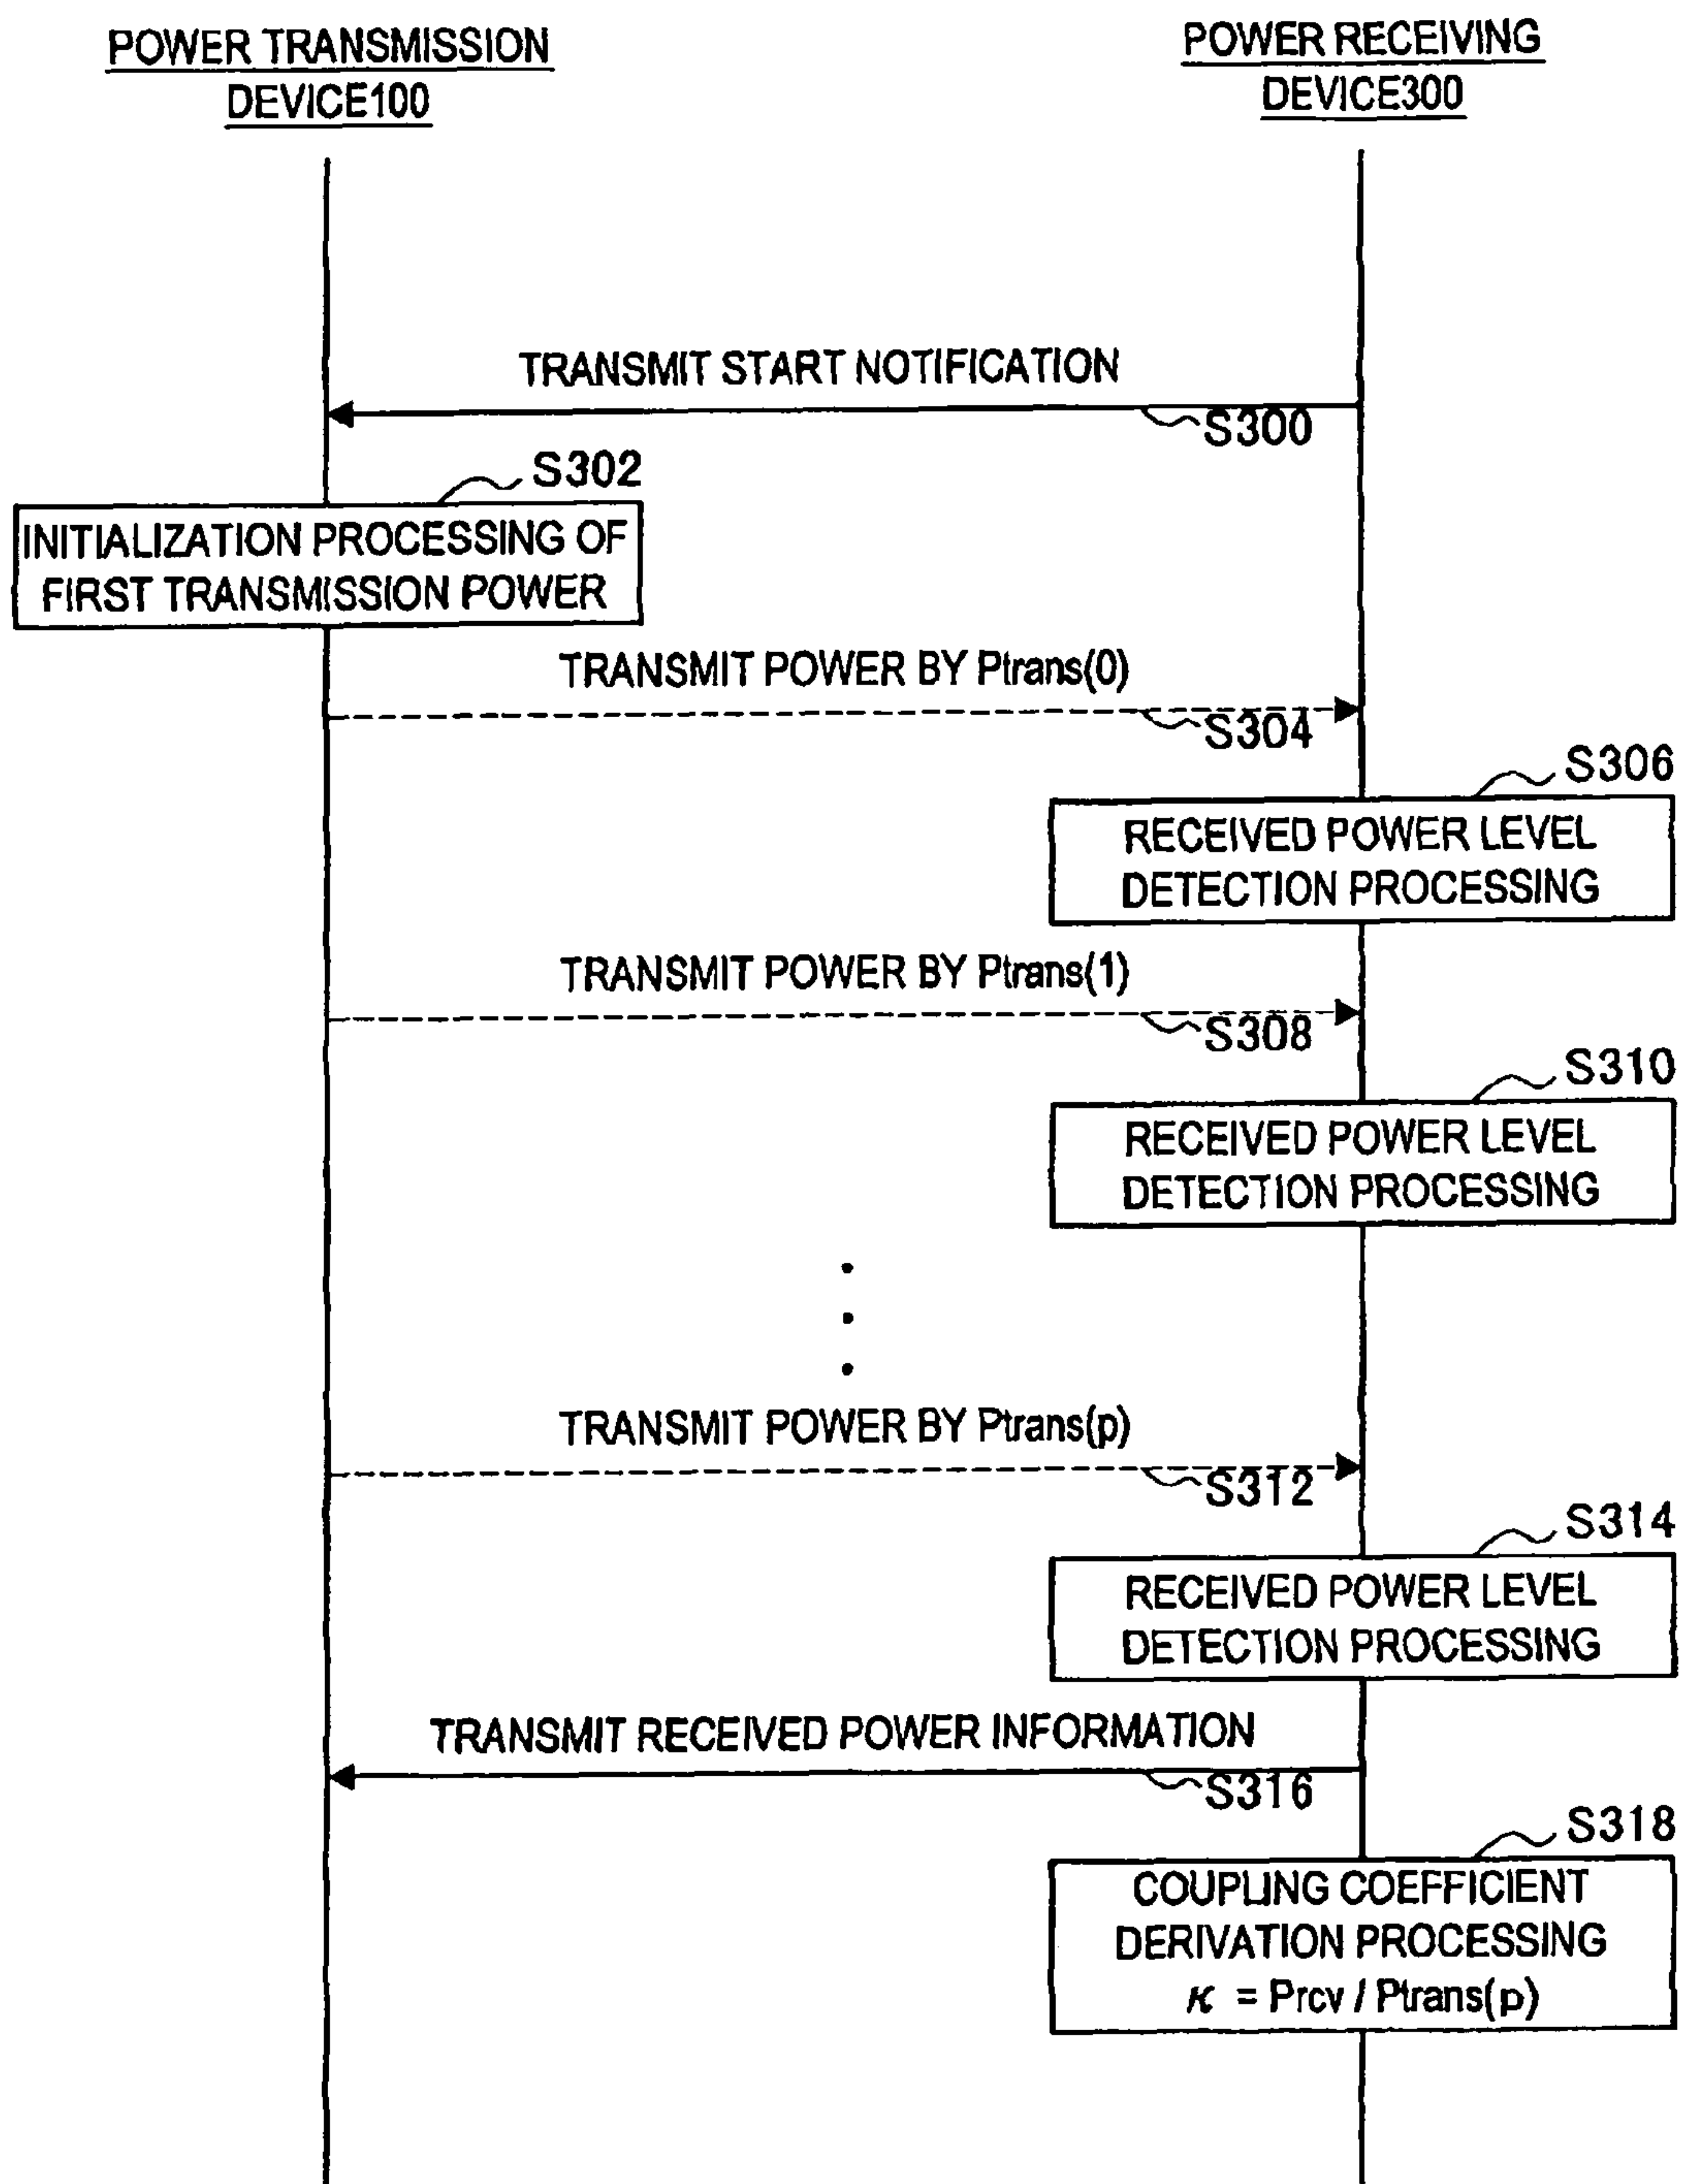 POWER TRANSMISSION
DEVICE100
POWER RECEIVING
DEVICE300
TRANSMIT START NOTIFICATION
S300
S302
INITIALIZATION PROCESSING OF
FIRST TRANSMISSION POWER
TRANSMIT POWER BY Ptrans(0)
S304
S306
RECEIVED POWER LEVEL
DETECTION PROCESSING
TRANSMIT POWER BY Ptrans(1)
S308
S310
RECEIVED POWER LEVEL
DETECTION PROCESSING
TRANSMIT POWER BY Ptrans(p)
S312
S314
RECEIVED POWER LEVEL
DETECTION PROCESSING
TRANSMIT RECEIVED POWER INFORMATION
S316
S318
COUPLING COEFFICIENT
DERIVATION PROCESSING
κ = Prcv / Ptrans(p)